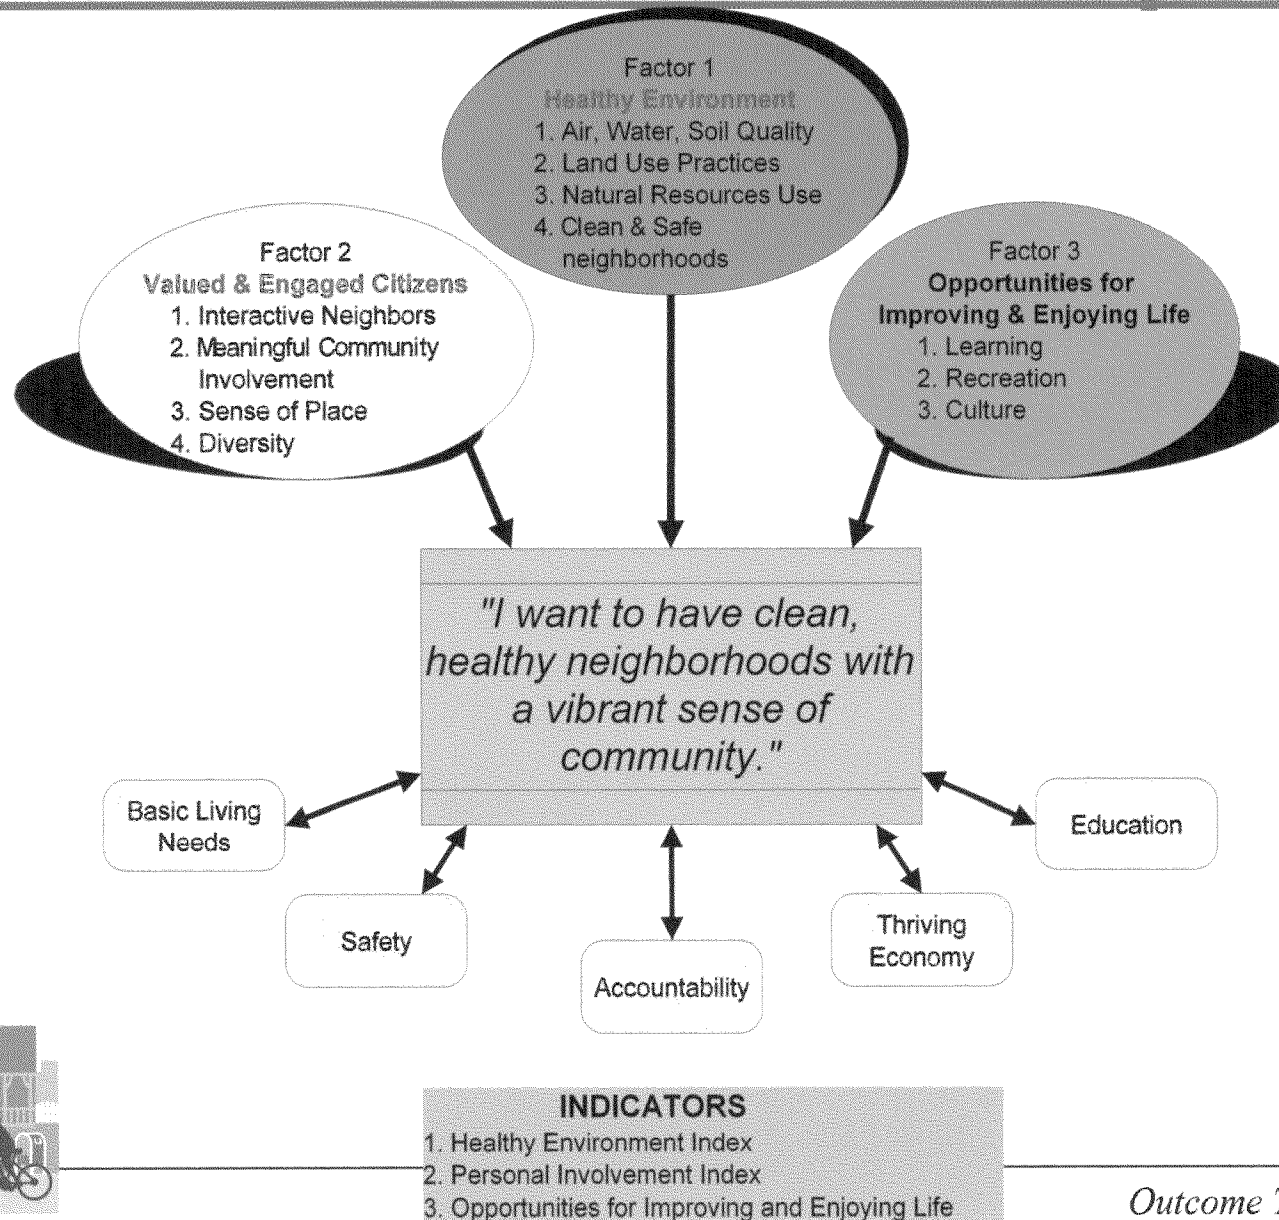 Factor 1
Healthy Environment
1. Air, Water, Soil Quality
2. Land Use Practices
3. Natural Resources Use
4. Clean & Safe
neighborhoods
Factor 2
Valued & Engaged Citizens
1. Interactive Neighbors
2. Meaningful Community
Involvement
3. Sense of Place
4. Diversity
Factor 3
Opportunities for
Improving & Enjoying Life
1. Learning
2. Recreation
3. Culture
"I want to have clean,
healthy neighborhoods with
a vibrant sense of
community."
Basic Living
Needs
Safety
Accountability
Thriving
Economy
Education
INDICATORS
1. Healthy Environment Index
2. Personal Involvement Index
3. Opportunities for Improving and Enjoying Life
Outcome